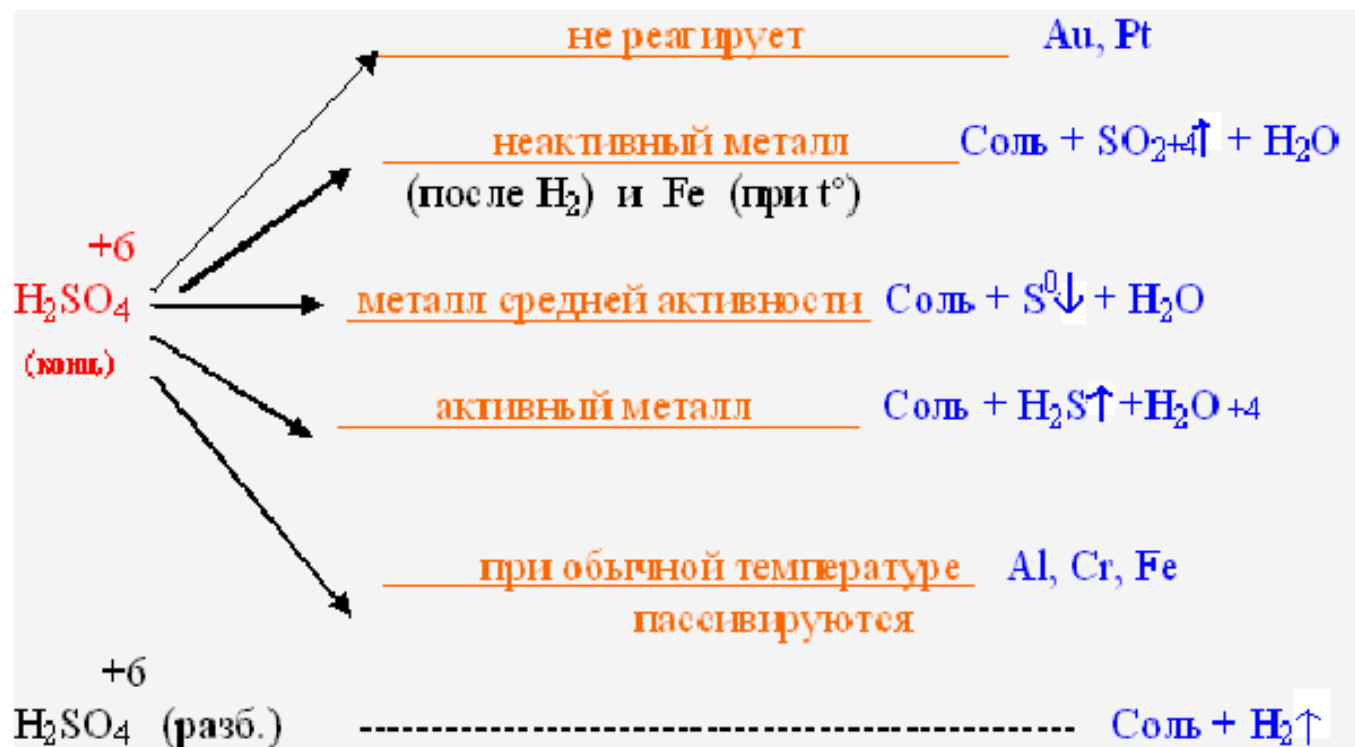 не реагирует Au, Pt
неактивный металл Соль + SO₂+4↑ + H₂O
(после H₂) и Fe (при t°)
+6
H₂SO₄ металл средней активности Соль + S⁰↓ + H₂O
(конц.)
активный металл Соль + H₂S↑ +H₂O +4
при обычной температуре Al, Cr, Fe
пассивируются
+6
H₂SO₄ (разб.) ------------------------------------------------ Соль + H₂↑